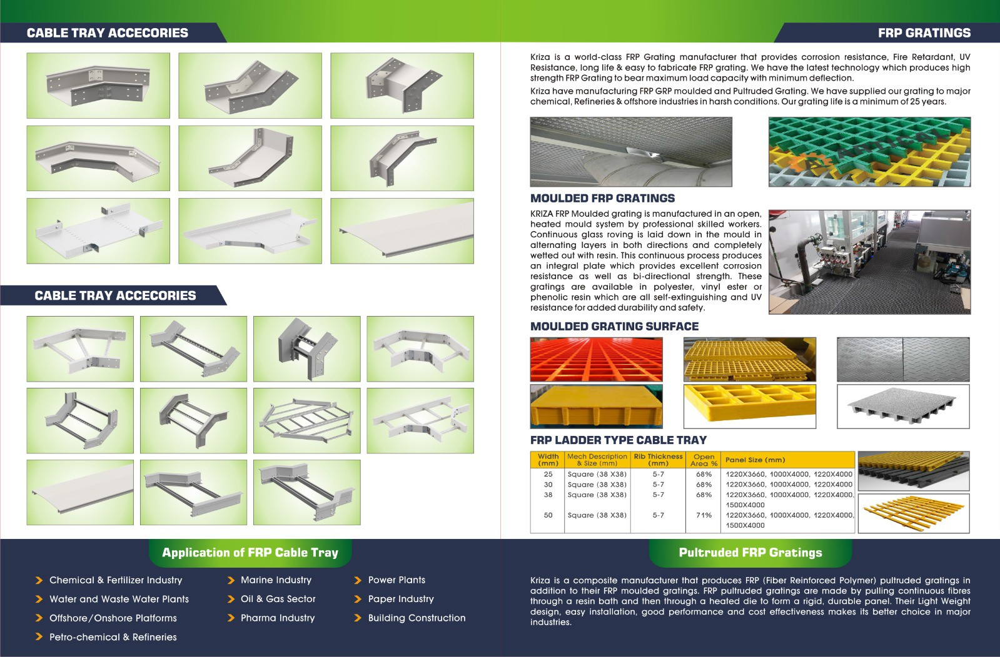 CABLE TRAY ACCECORIES
CABLE TRAY ACCECORIES
Application of FRP Cable Tray
Chemical & Fertilizer Industry
Water and Waste Water Plants
Offshore/Onshore Platforms
Petro-chemical & Refineries
Marine Industry
Oil & Gas Sector
Pharma Industry
Power Plants
Paper Industry
Building Construction
FRP GRATINGS
Kriza is a world-class FRP Grating manufacturer that provides corrosion resistance, Fire Retardant, UV
Resistance, long life & easy to fabricate FRP grating. We have the latest technology which produces high
strength FRP Grating to bear maximum load capacity with minimum deflection.
Kriza have manufacturing FRP GRP moulded and Pultruded Grating. We have supplied our grating to major
chemical, Refineries & offshore industries in harsh conditions. Our grating life is a minimum of 25 years.
MOULDED FRP GRATINGS
KRIZA FRP Moulded grating is manufactured in an open,
heated mould system by professional skilled workers.
Continuous glass roving is laid down in the mould in
alternating layers in both directions and completely
wetted out with resin. This continuous process produces
an integral plate which provides excellent corrosion
resistance as well as bi-directional strength. These
gratings are available in polyester, vinyl ester or
phenolic resin which are all self-extinguishing and UV
resistance for added durability and safety.
MOULDED GRATING SURFACE
FRP LADDER TYPE CABLE TRAY
Width (mm) Mech Description & Size (mm) Rib Thickness (mm) Open Area % Panel Size (mm)
25 Square (38 X38) 5-7 68% 1220X3660, 1000X4000, 1220X4000
30 Square (38 X38) 5-7 68% 1220X3660, 1000X4000, 1220X4000
38 Square (38 X38) 5-7 68% 1220X3660, 1000X4000, 1220X4000,
1500X4000
50 Square (38 X38) 5-7 71% 1220X3660, 1000X4000, 1220X4000,
1500X4000
Pultruded FRP Gratings
Kriza is a composite manufacturer that produces FRP (Fiber Reinforced Polymer) pultruded gratings in
addition to their FRP moulded gratings. FRP pultruded gratings are made by pulling continuous fibres
through a resin bath and then through a heated die to form a rigid, durable panel. Their Light Weight
design, easy installation, good performance and cost effectiveness makes its better choice in major
industries.